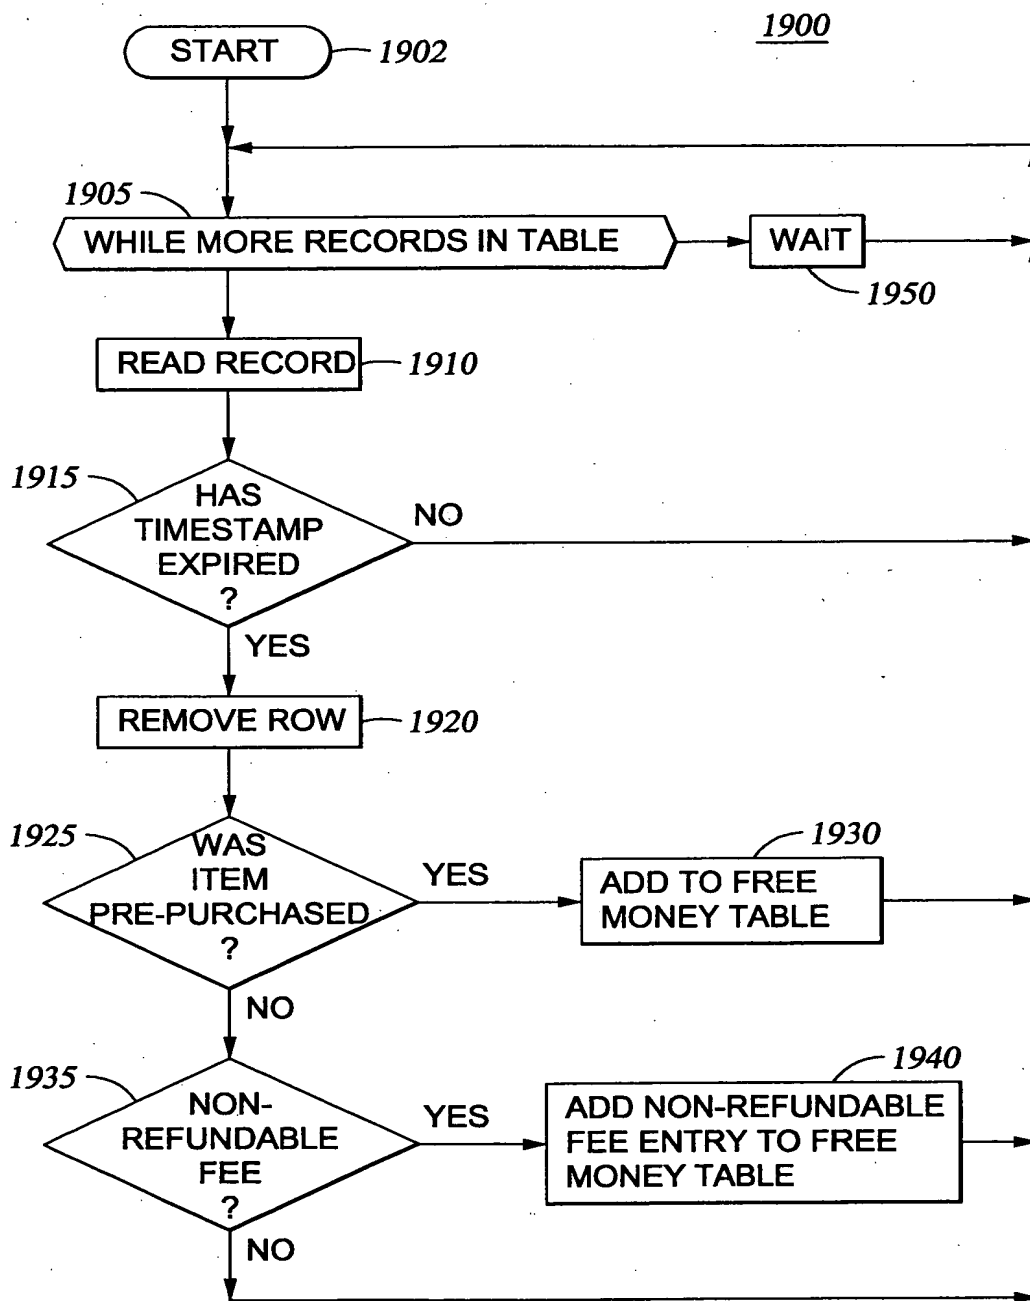 1900
START
1902
1905
WHILE MORE RECORDS IN TABLE
WAIT
1950
READ RECORD
1910
1915
HAS
TIMESTAMP
EXPIRED
?
NO
YES
REMOVE ROW
1920
1925
WAS
ITEM
PRE-PURCHASED
?
YES
1930
ADD TO FREE
MONEY TABLE
NO
1935
NON-
REFUNDABLE
FEE
?
YES
1940
ADD NON-REFUNDABLE
FEE ENTRY TO FREE
MONEY TABLE
NO